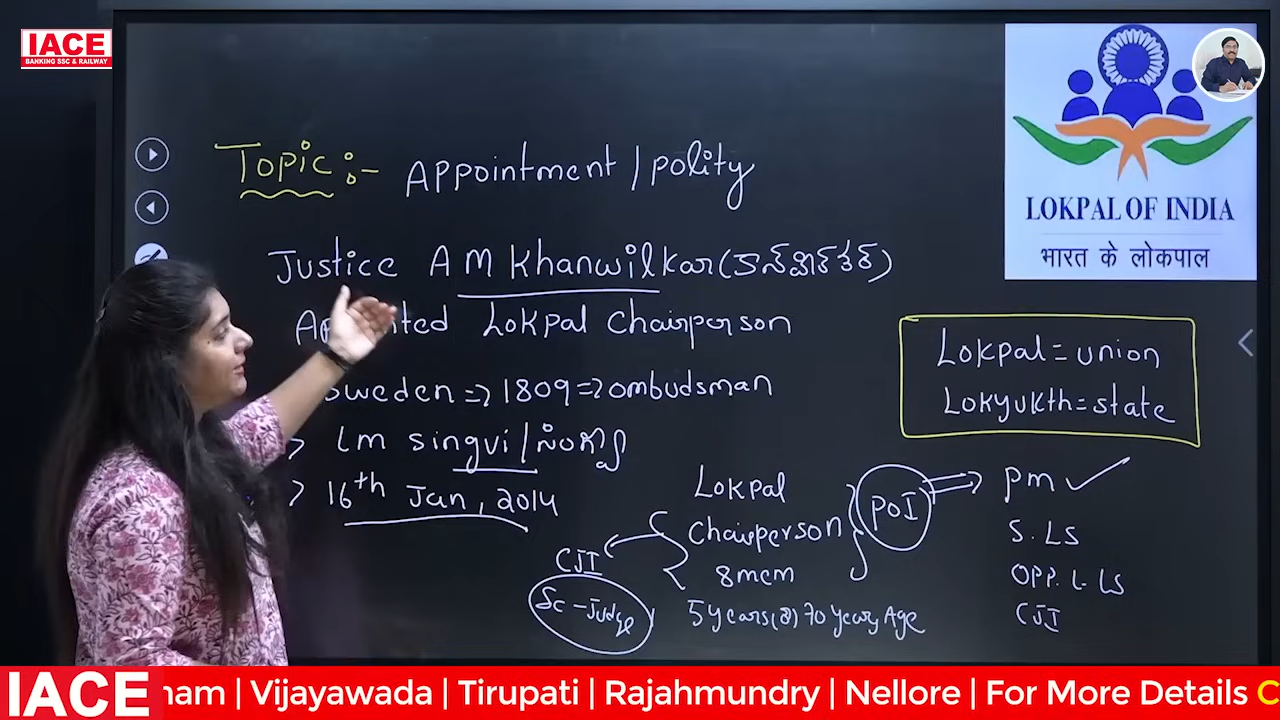 IACE
BANKING SSC & RAILWAY
Topic :-
Appointment / polity
Justice A M Khanwilkar (కాన్విల్కర్)
Lokpal Chairperson
Sweden => 1809 => ombudsman
> Lm singvi / సింగ్వి
> 16th Jan, 2014
LOKPAL OF INDIA
भारत के लोकपाल
Lokpal = union
Lokyukth = state
Lokpal
Chairperson
8 mem
5 years (or) 70 years Age
CJI
SC - Judge
POI
pm ✓
S. LS
OPP. L. LS
CJI
IACE
nam | Vijayawada | Tirupati | Rajahmundry | Nellore | For More Details C